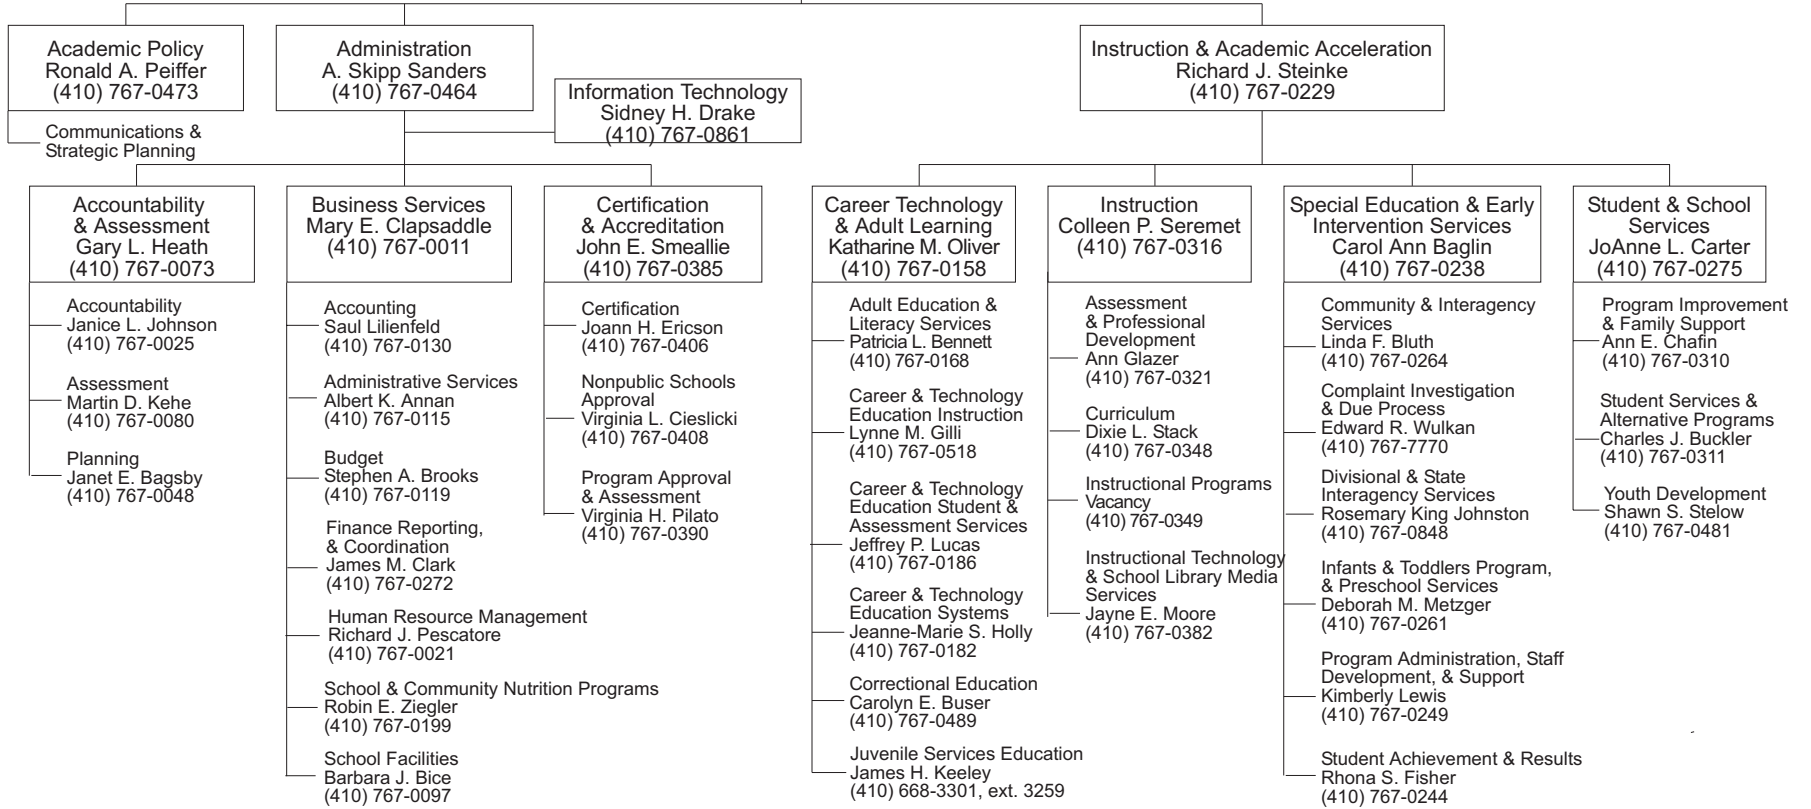 Academic Policy
Ronald A. Peiffer
(410) 767-0473
Communications &
Strategic Planning
Administration
A. Skipp Sanders
(410) 767-0464
Information Technology
Sidney H. Drake
(410) 767-0861
Instruction & Academic Acceleration
Richard J. Steinke
(410) 767-0229
Accountability
& Assessment
Gary L. Heath
(410) 767-0073
Accountability
Janice L. Johnson
(410) 767-0025
Assessment
Martin D. Kehe
(410) 767-0080
Planning
Janet E. Bagsby
(410) 767-0048
Business Services
Mary E. Clapsaddle
(410) 767-0011
Accounting
Saul Lilienfeld
(410) 767-0130
Administrative Services
Albert K. Annan
(410) 767-0115
Budget
Stephen A. Brooks
(410) 767-0119
Finance Reporting,
& Coordination
James M. Clark
(410) 767-0272
Human Resource Management
Richard J. Pescatore
(410) 767-0021
School & Community Nutrition Programs
Robin E. Ziegler
(410) 767-0199
School Facilities
Barbara J. Bice
(410) 767-0097
Certification
& Accreditation
John E. Smeallie
(410) 767-0385
Certification
Joann H. Ericson
(410) 767-0406
Nonpublic Schools
Approval
Virginia L. Cieslicki
(410) 767-0408
Program Approval
& Assessment
Virginia H. Pilato
(410) 767-0390
Career Technology
& Adult Learning
Katharine M. Oliver
(410) 767-0158
Adult Education &
Literacy Services
Patricia L. Bennett
(410) 767-0168
Career & Technology
Education Instruction
Lynne M. Gilli
(410) 767-0518
Career & Technology
Education Student &
Assessment Services
Jeffrey P. Lucas
(410) 767-0186
Career & Technology
Education Systems
Jeanne-Marie S. Holly
(410) 767-0182
Correctional Education
Carolyn E. Buser
(410) 767-0489
Juvenile Services Education
James H. Keeley
(410) 668-3301, ext. 3259
Instruction
Colleen P. Seremet
(410) 767-0316
Assessment
& Professional
Development
Ann Glazer
(410) 767-0321
Curriculum
Dixie L. Stack
(410) 767-0348
Instructional Programs
Vacancy
(410) 767-0349
Instructional Technology
& School Library Media
Services
Jayne E. Moore
(410) 767-0382
Special Education & Early
Intervention Services
Carol Ann Baglin
(410) 767-0238
Community & Interagency
Services
Linda F. Bluth
(410) 767-0264
Complaint Investigation
& Due Process
Edward R. Wulkan
(410) 767-7770
Divisional & State
Interagency Services
Rosemary King Johnston
(410) 767-0848
Infants & Toddlers Program,
& Preschool Services
Deborah M. Metzger
(410) 767-0261
Program Administration, Staff
Development, & Support
Kimberly Lewis
(410) 767-0249
Student Achievement & Results
Rhona S. Fisher
(410) 767-0244
Student & School
Services
JoAnne L. Carter
(410) 767-0275
Program Improvement
& Family Support
Ann E. Chafin
(410) 767-0310
Student Services &
Alternative Programs
Charles J. Buckler
(410) 767-0311
Youth Development
Shawn S. Stelow
(410) 767-0481